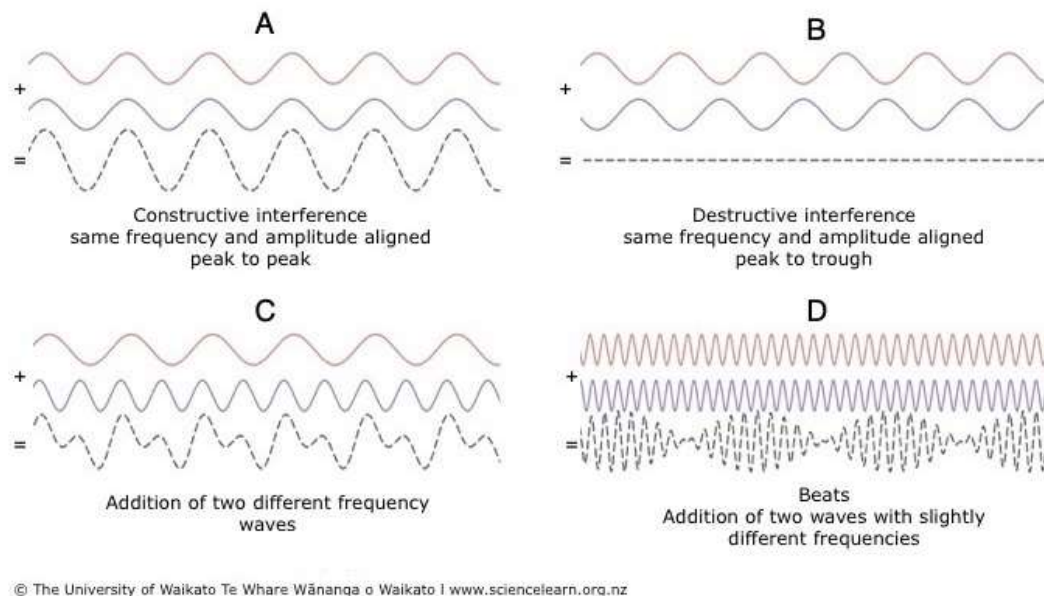 A
+
=
Constructive interference
same frequency and amplitude aligned
peak to peak
B
+
=
Destructive interference
same frequency and amplitude aligned
peak to trough
C
+
=
Addition of two different frequency
waves
D
+
=
Beats
Addition of two waves with slightly
different frequencies
© The University of Waikato Te Whare Wānanga o Waikato I www.sciencelearn.org.nz